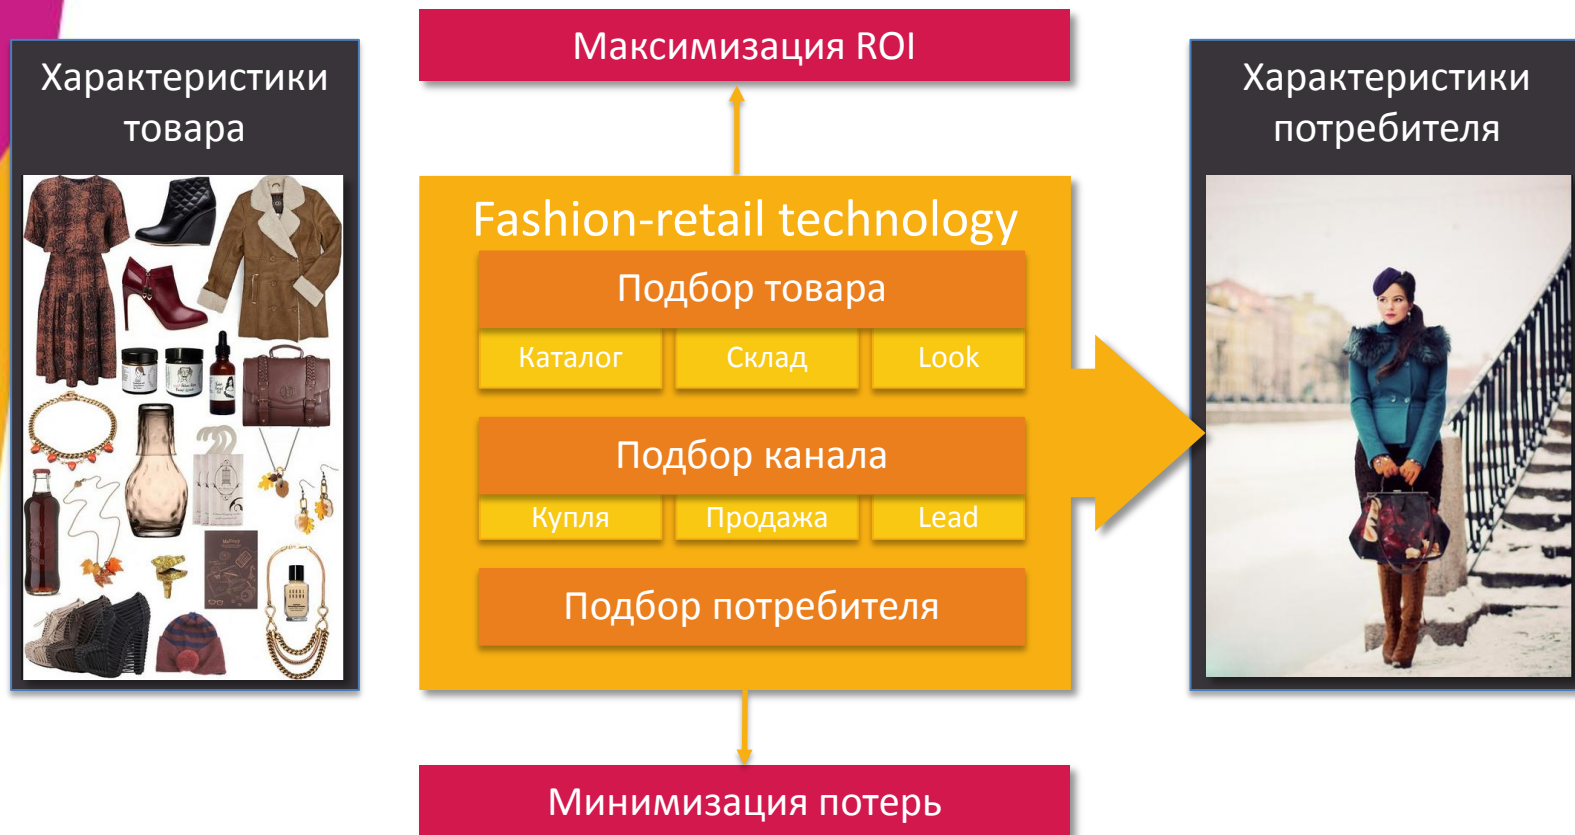 Максимизация ROI
Характеристики
товара
Характеристики
потребителя
Fashion-retail technology
Подбор товара
Каталог
Склад
Look
Подбор канала
Купля
Продажа
Lead
Подбор потребителя
Минимизация потерь